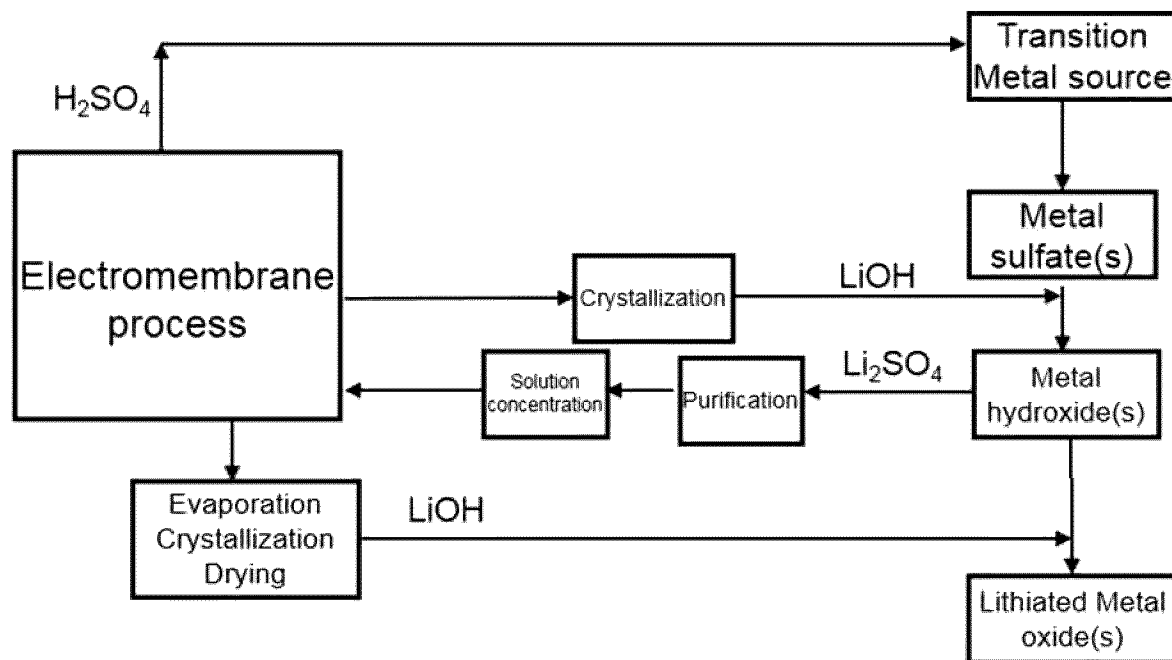 Transition
Metal source
H₂SO₄
Metal
sulfate(s)
Electromembrane
process
Crystallization
LiOH
Solution
concentration
Purification
Li₂SO₄
Metal
hydroxide(s)
Evaporation
Crystallization
Drying
LiOH
Lithiated Metal
oxide(s)